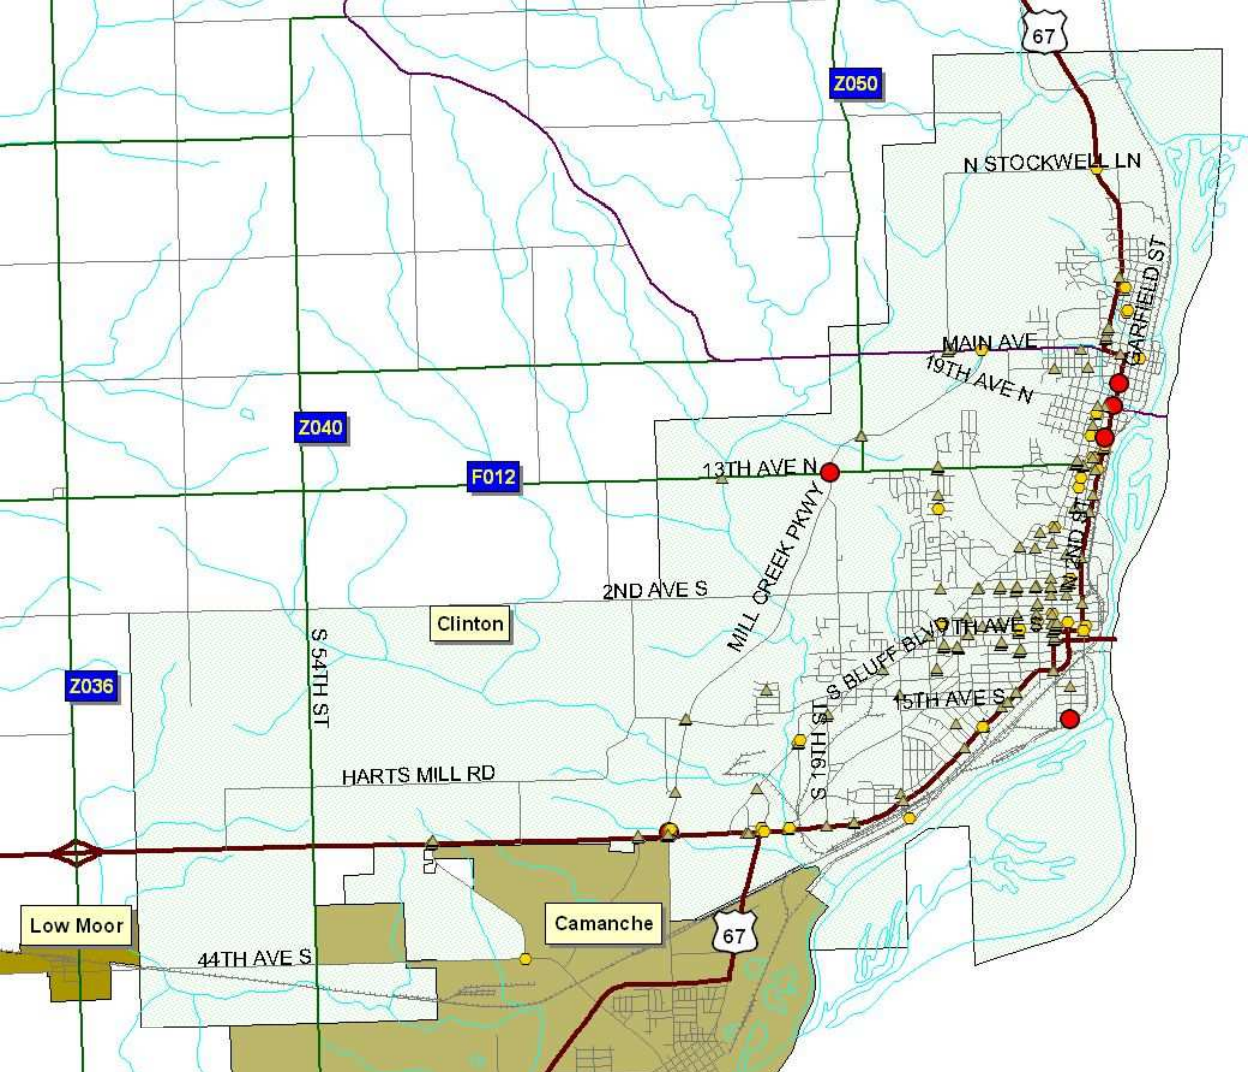 67
Z050
N STOCKWELL LN
GARFIELD ST
MAIN AVE
19TH AVE N
Z040
F012
13TH AVE N
MILL CREEK PKWY
N 2ND ST
2ND AVE S
Clinton
7TH AVE S
S BLUFF BLVD
S 54TH ST
Z036
15TH AVE S
S 19TH ST
HARTS MILL RD
Low Moor
Camanche
67
44TH AVE S